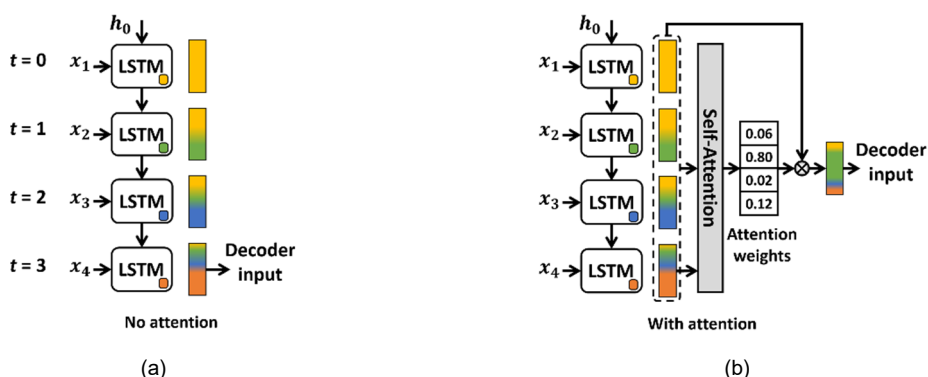 h₀
t = 0 x₁ LSTM
t = 1 x₂ LSTM
t = 2 x₃ LSTM
t = 3 x₄ LSTM
Decoder
input
No attention
(a)
h₀
x₁ LSTM
x₂ LSTM
x₃ LSTM
x₄ LSTM
Self-Attention
0.06
0.80
0.02
0.12
Attention
weights
Decoder
input
With attention
(b)